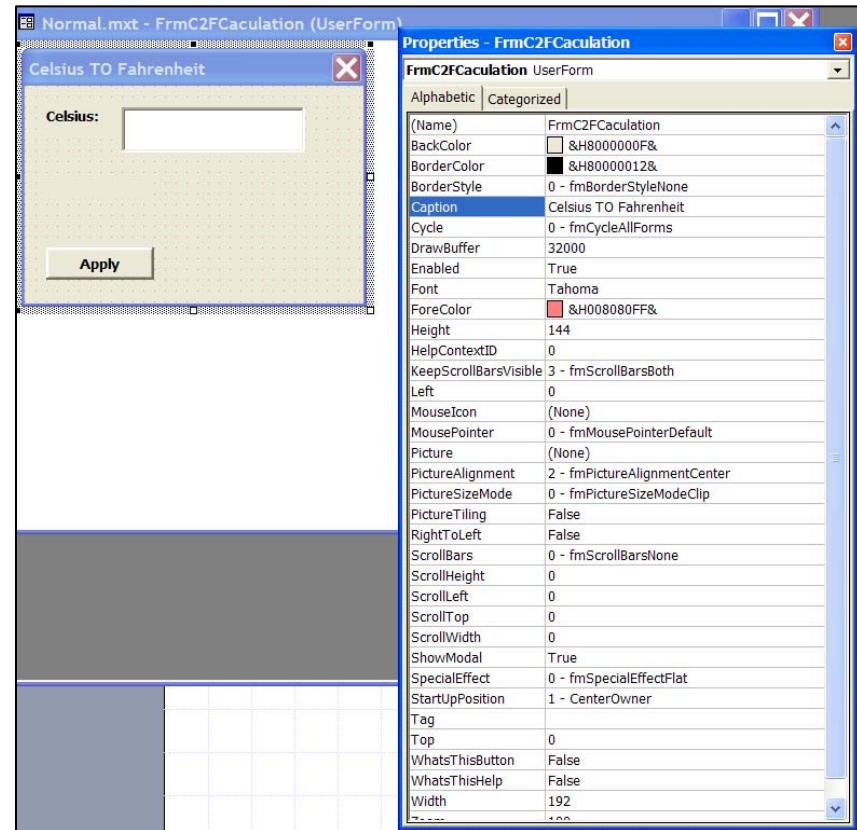 Normal.mxt - FrmC2FCaculation (UserForm)
Celsius TO Fahrenheit
Celsius:
Apply
Properties - FrmC2FCaculation
FrmC2FCaculation UserForm
Alphabetic Categorized
(Name) FrmC2FCaculation
BackColor &H8000000F&
BorderColor &H80000012&
BorderStyle 0 - fmBorderStyleNone
Caption Celsius TO Fahrenheit
Cycle 0 - fmCycleAllForms
DrawBuffer 32000
Enabled True
Font Tahoma
ForeColor &H008080FF&
Height 144
HelpContextID 0
KeepScrollBarsVisible 3 - fmScrollBarsBoth
Left 0
MouseIcon (None)
MousePointer 0 - fmMousePointerDefault
Picture (None)
PictureAlignment 2 - fmPictureAlignmentCenter
PictureSizeMode 0 - fmPictureSizeModeClip
PictureTiling False
RightToLeft False
ScrollBars 0 - fmScrollBarsNone
ScrollHeight 0
ScrollLeft 0
ScrollTop 0
ScrollWidth 0
ShowModal True
SpecialEffect 0 - fmSpecialEffectFlat
StartUpPosition 1 - CenterOwner
Tag
Top 0
WhatsThisButton False
WhatsThisHelp False
Width 192